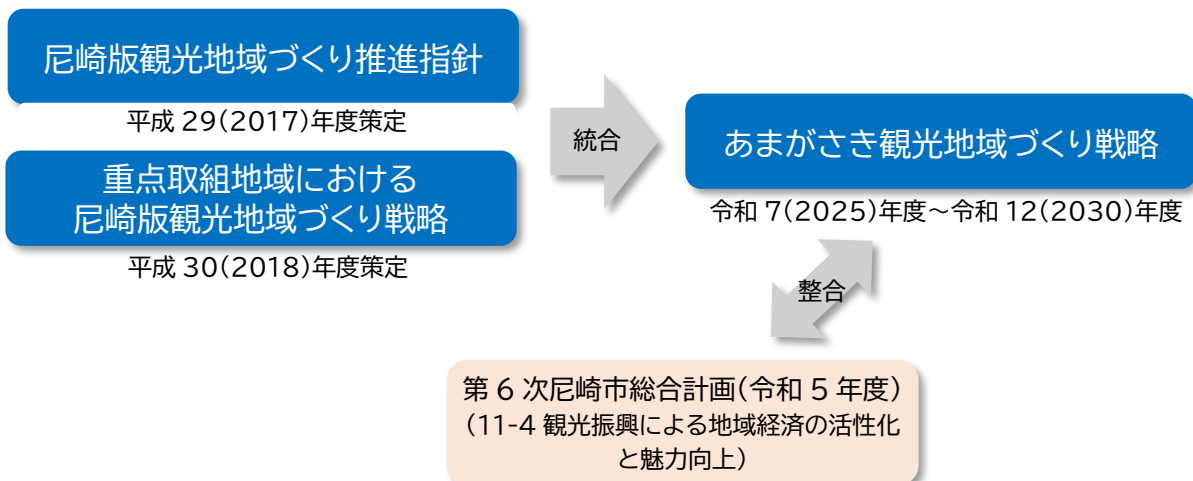 尼崎版観光地域づくり推進指針
平成 29(2017)年度策定
重点取組地域における
尼崎版観光地域づくり戦略
平成 30(2018)年度策定
統合
あまがさき観光地域づくり戦略
令和 7(2025)年度~令和 12(2030)年度
整合
第 6 次尼崎市総合計画(令和 5 年度)
(11-4 観光振興による地域経済の活性化
と魅力向上)